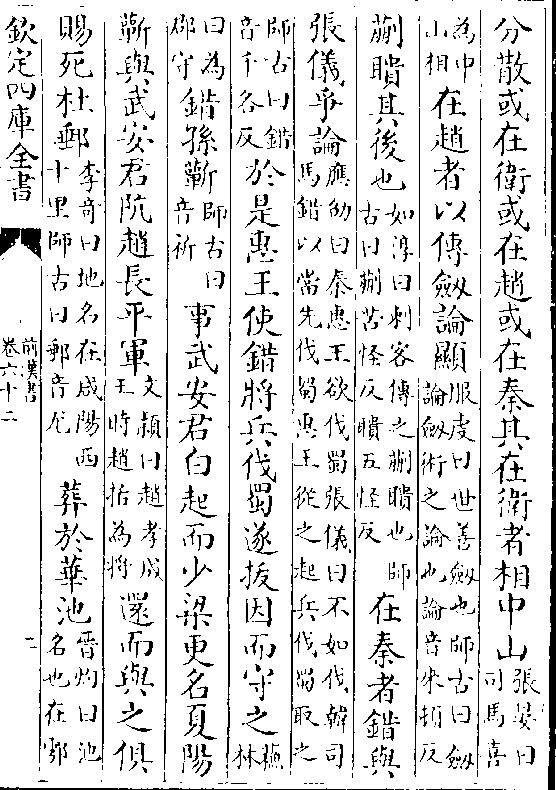 分散或在衛或在趙或在秦其在衛者相中山張晏曰司馬喜
為中山相在趙者以傳劔論顯服虔曰世善劔也師古曰劔論劔術之論也論音來頓反
蒯聵其後也如淳曰刺客傳之蒯聵也師古曰蒯苦怪反聵五怪反在秦者錯與
張儀爭論應劭曰秦惠王欲伐蜀張儀曰不如伐韓司馬錯以當先伐蜀惠王從之起兵伐蜀取之
師古曰錯音千各反於是惠王使錯將兵伐蜀遂拔因而守之蘇林
曰為郡守錯孫蘄師古曰音祈事武安君白起而少梁更名夏陽
蘄與武安君阬趙長平軍文頴曰趙孝成王時趙括為將還而與之俱
賜死杜郵李竒曰地名在咸陽西十里師古曰郵音尤葬於華池晉灼曰池名也在鄠
欽定四庫全書
前漢書
卷六十二
二